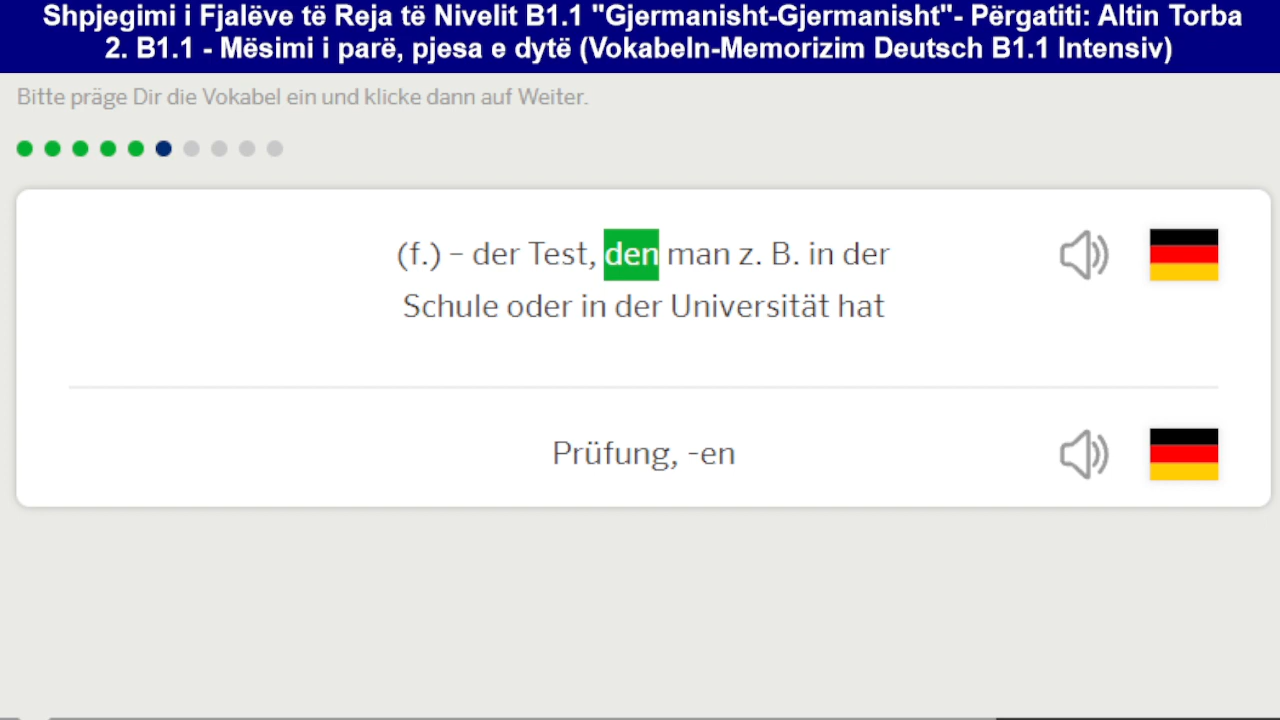 Shpjegimi i Fjalëve të Reja të Nivelit B1.1 "Gjermanisht-Gjermanisht"- Përgatiti: Altin Torba
2. B1.1 - Mësimi i parë, pjesa e dytë (Vokabeln-Memorizim Deutsch B1.1 Intensiv)
Bitte präge Dir die Vokabel ein und klicke dann auf Weiter.
(f.) – der Test, den man z. B. in der
Schule oder in der Universität hat
Prüfung, -en